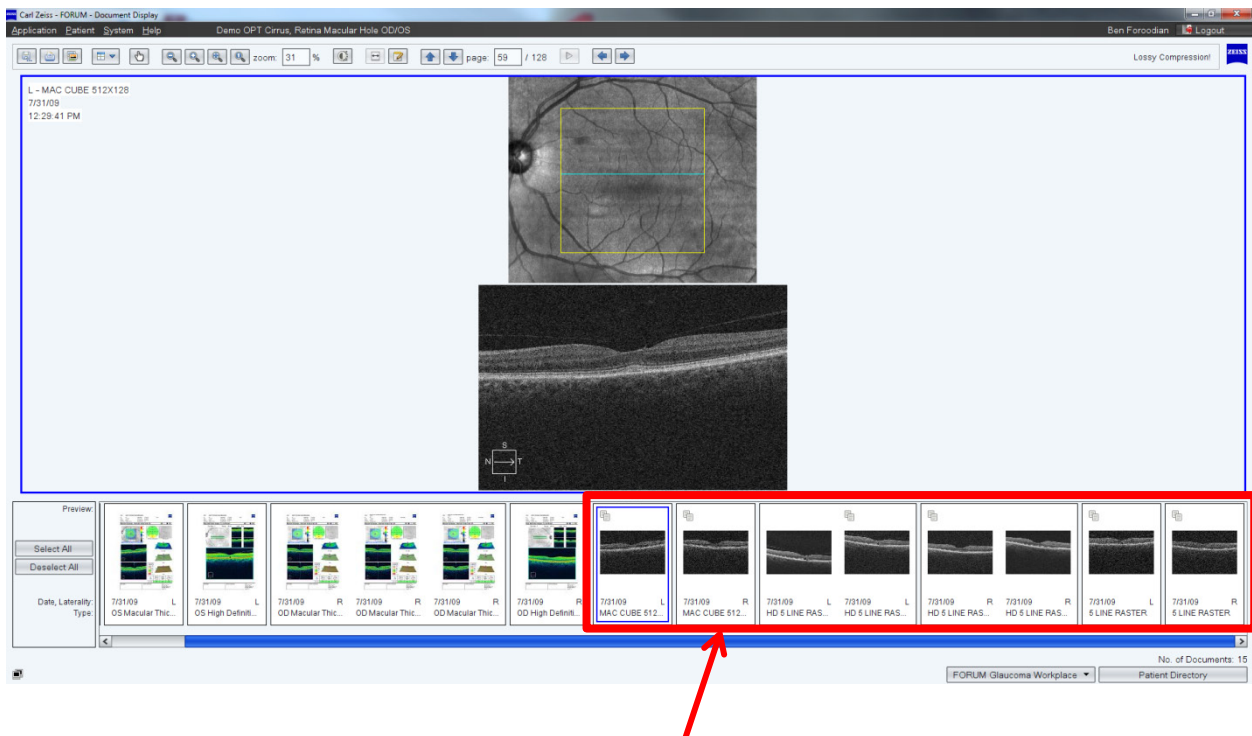 Carl Zeiss - FORUM - Document Display
Application Patient System Help Demo OPT Cirrus, Retina Macular Hole OD/OS Ben Foroodian Logout
zoom: 31 % page: 59 / 128 Lossy Compression! ZEISS
L - MAC CUBE 512X128
7/31/09
12:29:41 PM
S
N T
I
Preview:
Select All
Deselect All
Date, Laterality:
Type:
7/31/09 L
OS Macular Thic...
7/31/09 L
OS High Definiti...
7/31/09 R
OD Macular Thic...
7/31/09 R
OD Macular Thic...
7/31/09 R
OD Macular Thic...
7/31/09 R
OD High Definiti...
7/31/09 L
MAC CUBE 512...
7/31/09 R
MAC CUBE 512...
7/31/09 L
HD 5 LINE RAS...
7/31/09 L
HD 5 LINE RAS...
7/31/09 R
HD 5 LINE RAS...
7/31/09 R
HD 5 LINE RAS...
7/31/09 L
5 LINE RASTER
7/31/09 R
5 LINE RASTER
No. of Documents: 15
FORUM Glaucoma Workplace Patient Directory